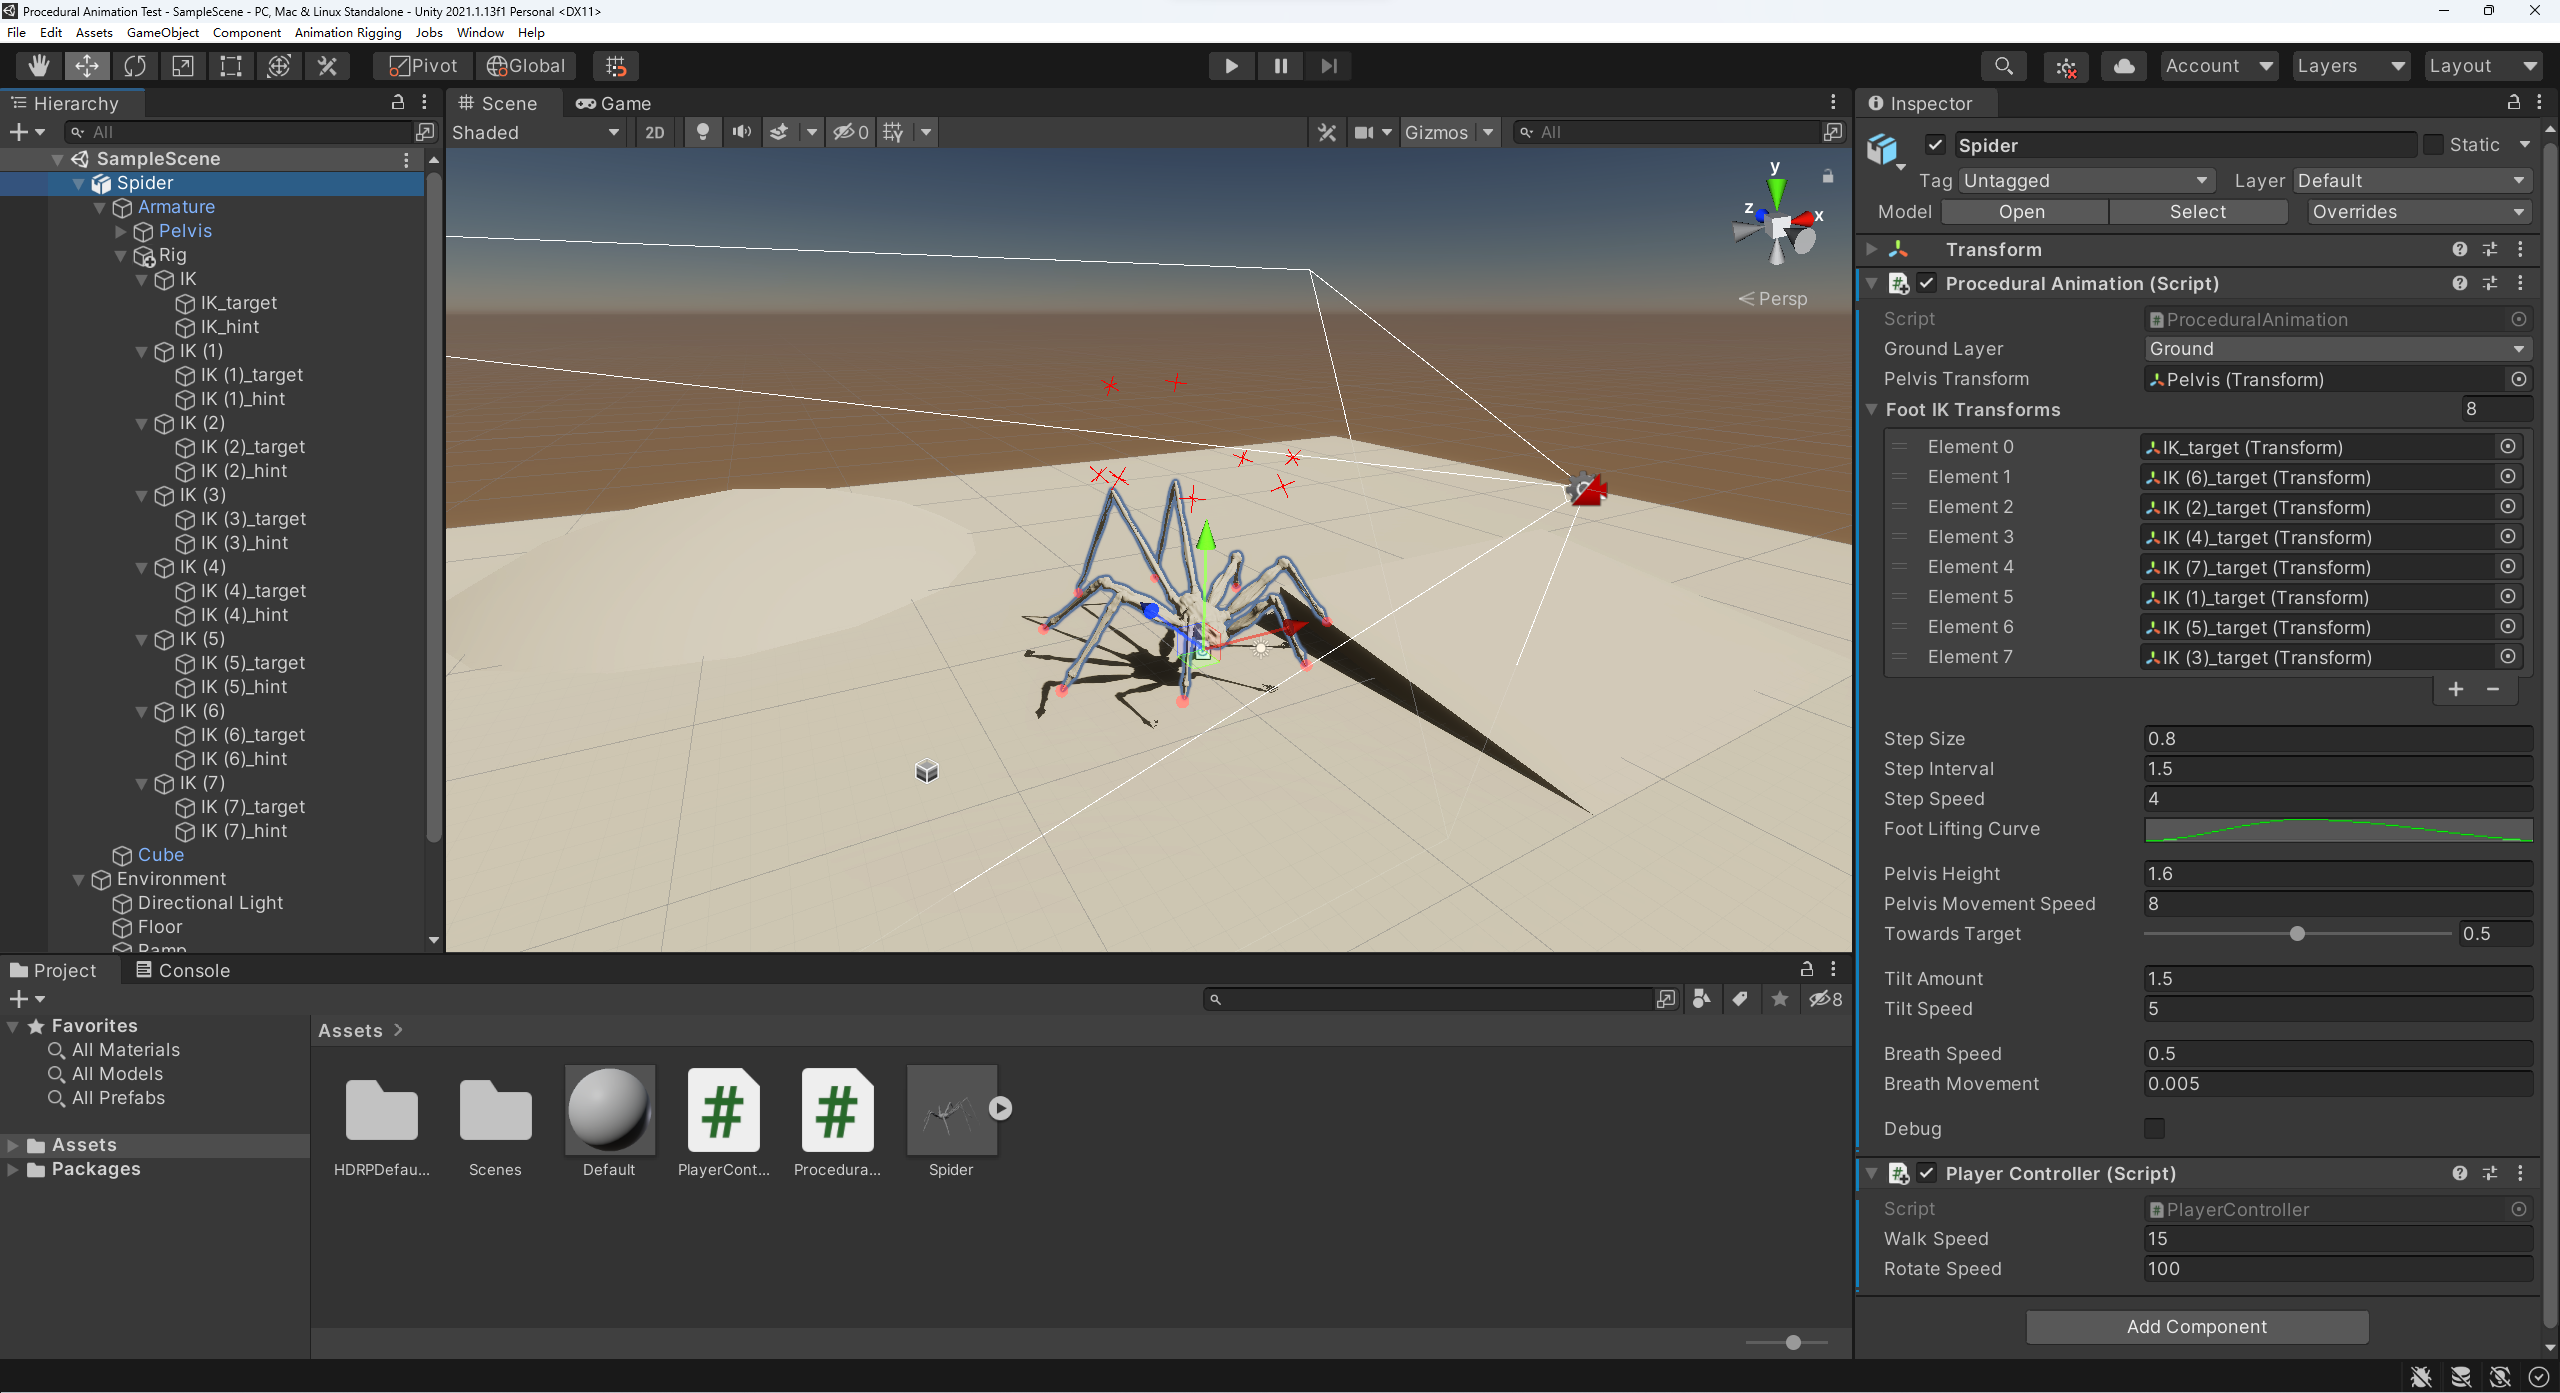 Procedural Animation Test - SampleScene - PC, Mac & Linux Standalone - Unity 2021.1.13f1 Personal <DX11>
File Edit Assets GameObject Component Animation Rigging Jobs Window Help
Pivot Global Account Layers Layout
Hierarchy
All
SampleScene
Spider
Armature
Pelvis
Rig
IK
IK_target
IK_hint
IK (1)
IK (1)_target
IK (1)_hint
IK (2)
IK (2)_target
IK (2)_hint
IK (3)
IK (3)_target
IK (3)_hint
IK (4)
IK (4)_target
IK (4)_hint
IK (5)
IK (5)_target
IK (5)_hint
IK (6)
IK (6)_target
IK (6)_hint
IK (7)
IK (7)_target
IK (7)_hint
Cube
Environment
Directional Light
Floor
Ramp
Scene Game
Shaded 2D 0 Gizmos All
y
z x
Persp
Inspector
Spider Static
Tag Untagged Layer Default
Model Open Select Overrides
Transform
Procedural Animation (Script)
Script ProceduralAnimation
Ground Layer Ground
Pelvis Transform Pelvis (Transform)
Foot IK Transforms 8
Element 0 IK_target (Transform)
Element 1 IK (6)_target (Transform)
Element 2 IK (2)_target (Transform)
Element 3 IK (4)_target (Transform)
Element 4 IK (7)_target (Transform)
Element 5 IK (1)_target (Transform)
Element 6 IK (5)_target (Transform)
Element 7 IK (3)_target (Transform)
Step Size 0.8
Step Interval 1.5
Step Speed 4
Foot Lifting Curve
Pelvis Height 1.6
Pelvis Movement Speed 8
Towards Target 0.5
Tilt Amount 1.5
Tilt Speed 5
Breath Speed 0.5
Breath Movement 0.005
Debug
Player Controller (Script)
Script PlayerController
Walk Speed 15
Rotate Speed 100
Add Component
Project Console
8
Favorites
All Materials
All Models
All Prefabs
Assets
Packages
Assets >
HDRPDefau... Scenes Default PlayerCont... Procedura... Spider